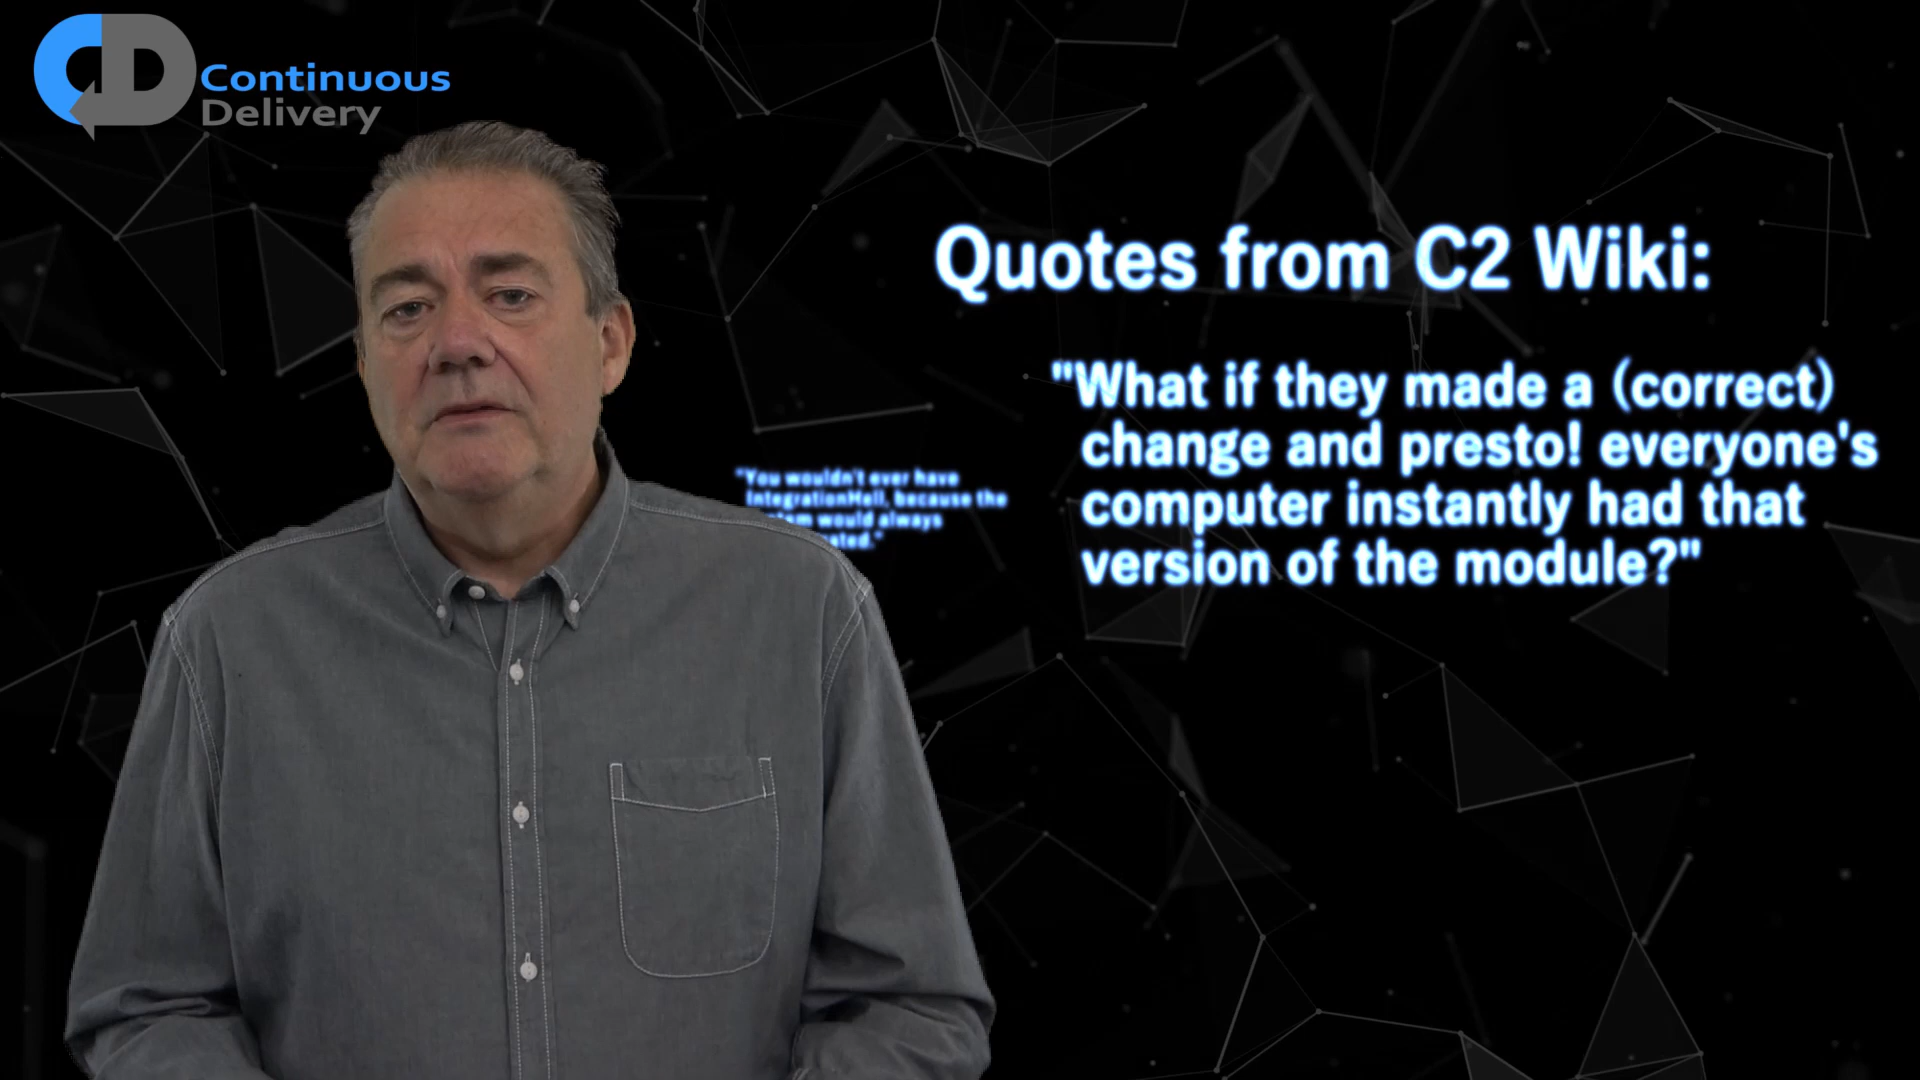 Continuous
Delivery
Quotes from C2 Wiki:
"What if they made a (correct)
change and presto! everyone's
computer instantly had that
version of the module?"
"You wouldn't ever have
IntegrationHell, because the
would always